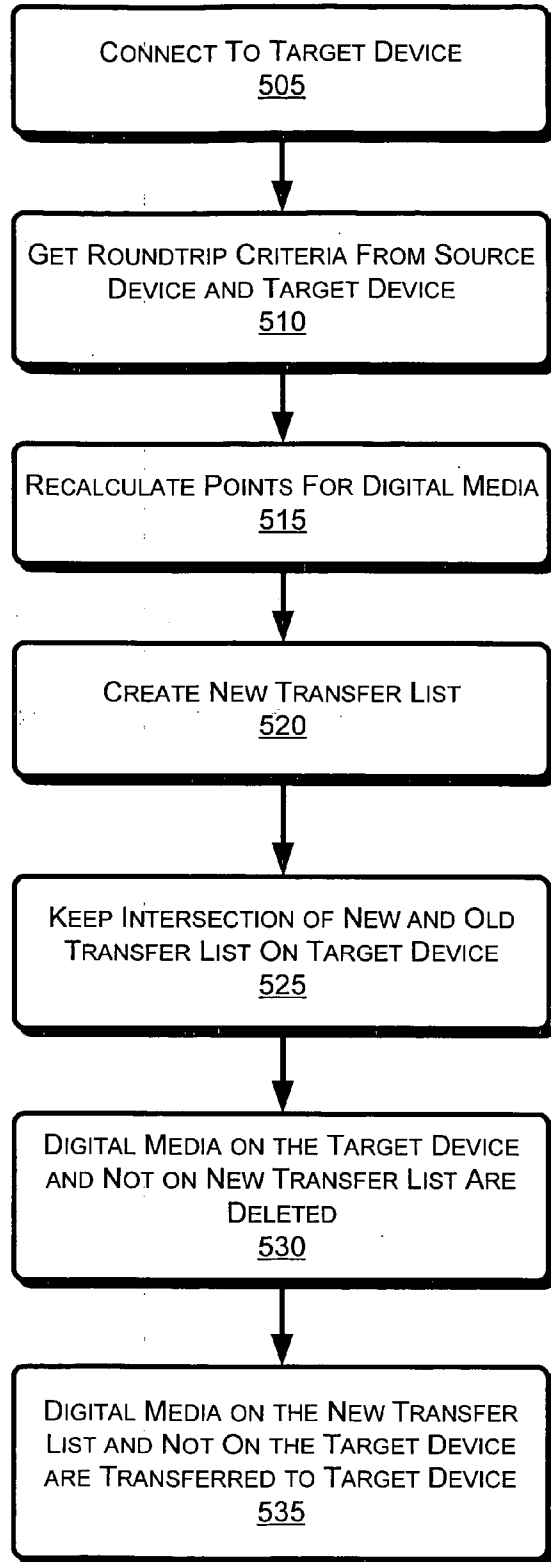 CONNECT TO TARGET DEVICE
505
GET ROUNDTRIP CRITERIA FROM SOURCE
DEVICE AND TARGET DEVICE
510
RECALCULATE POINTS FOR DIGITAL MEDIA
515
CREATE NEW TRANSFER LIST
520
KEEP INTERSECTION OF NEW AND OLD
TRANSFER LIST ON TARGET DEVICE
525
DIGITAL MEDIA ON THE TARGET DEVICE
AND NOT ON NEW TRANSFER LIST ARE
DELETED
530
DIGITAL MEDIA ON THE NEW TRANSFER
LIST AND NOT ON THE TARGET DEVICE
ARE TRANSFERRED TO TARGET DEVICE
535